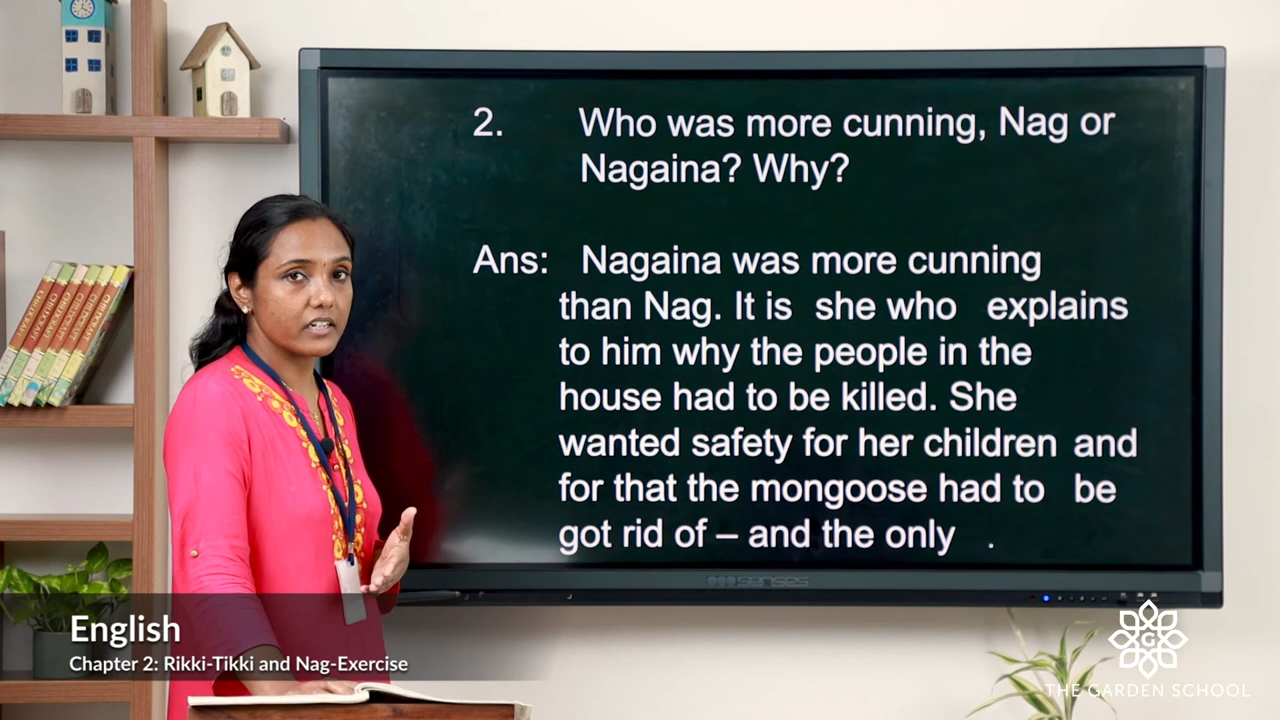 2. Who was more cunning, Nag or
Nagaina? Why?
Ans: Nagaina was more cunning
than Nag. It is she who explains
to him why the people in the
house had to be killed. She
wanted safety for her children and
for that the mongoose had to be
got rid of – and the only .
senses
English
Chapter 2: Rikki-Tikki and Nag-Exercise
G
THE GARDEN SCHOOL